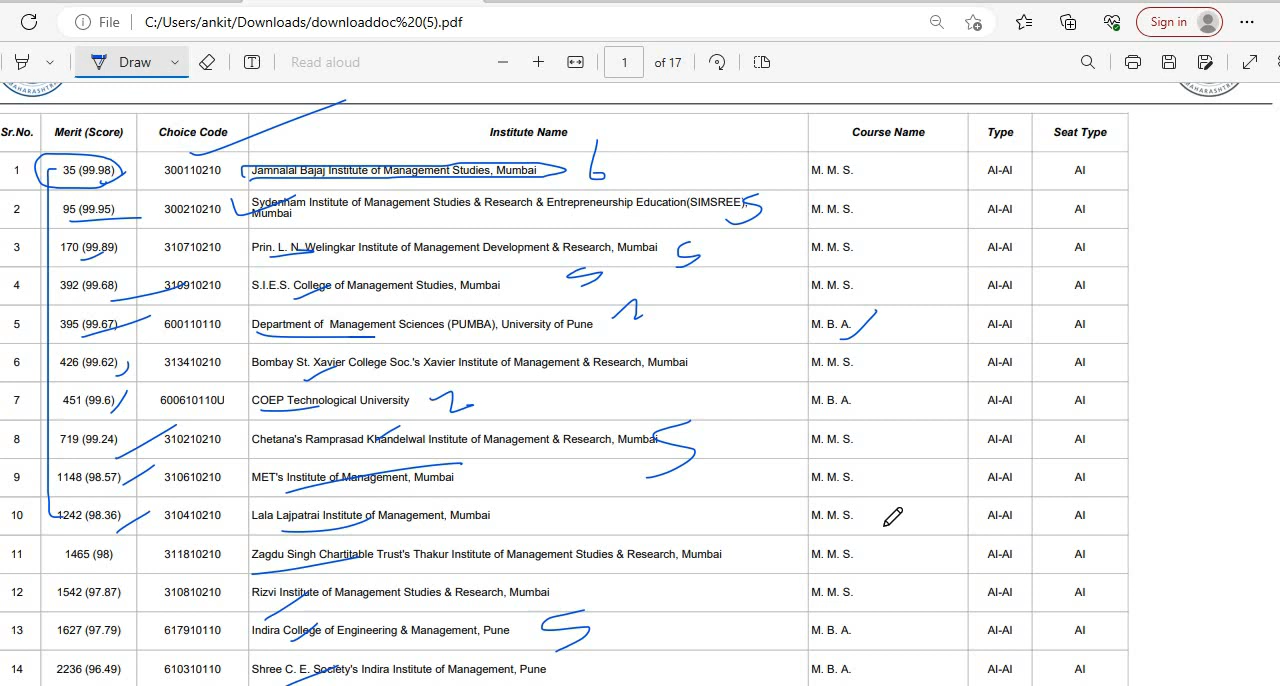 File C:/Users/ankit/Downloads/downloaddoc%20(5).pdf Sign in
Draw Read aloud 1 of 17
MAHARASHTRA MAHARASHTRA
Sr.No. Merit (Score) Choice Code Institute Name Course Name Type Seat Type
1 35 (99.98) 300110210 Jamnalal Bajaj Institute of Management Studies, Mumbai 6 M. M. S. AI-AI AI
2 95 (99.95) 300210210 Sydenham Institute of Management Studies & Research & Entrepreneurship Education(SIMSREE), M. M. S. AI-AI AI
Mumbai
3 170 (99.89) 310710210 Prin. L. N. Welingkar Institute of Management Development & Research, Mumbai S M. M. S. AI-AI AI
4 392 (99.68) 310910210 S.I.E.S. College of Management Studies, Mumbai S M. M. S. AI-AI AI
5 395 (99.67) 600110110 Department of Management Sciences (PUMBA), University of Pune M. B. A. AI-AI AI
6 426 (99.62) 313410210 Bombay St. Xavier College Soc.'s Xavier Institute of Management & Research, Mumbai M. M. S. AI-AI AI
7 451 (99.6) 600610110U COEP Technological University 2 M. B. A. AI-AI AI
8 719 (99.24) 310210210 Chetana's Ramprasad Khandelwal Institute of Management & Research, Mumbai S M. M. S. AI-AI AI
9 1148 (98.57) 310610210 MET's Institute of Management, Mumbai M. M. S. AI-AI AI
10 1242 (98.36) 310410210 Lala Lajpatrai Institute of Management, Mumbai M. M. S. AI-AI AI
11 1465 (98) 311810210 Zagdu Singh Chartitable Trust's Thakur Institute of Management Studies & Research, Mumbai M. M. S. AI-AI AI
12 1542 (97.87) 310810210 Rizvi Institute of Management Studies & Research, Mumbai M. M. S. AI-AI AI
13 1627 (97.79) 617910110 Indira College of Engineering & Management, Pune S M. B. A. AI-AI AI
14 2236 (96.49) 610310110 Shree C. E. Society's Indira Institute of Management, Pune M. B. A. AI-AI AI